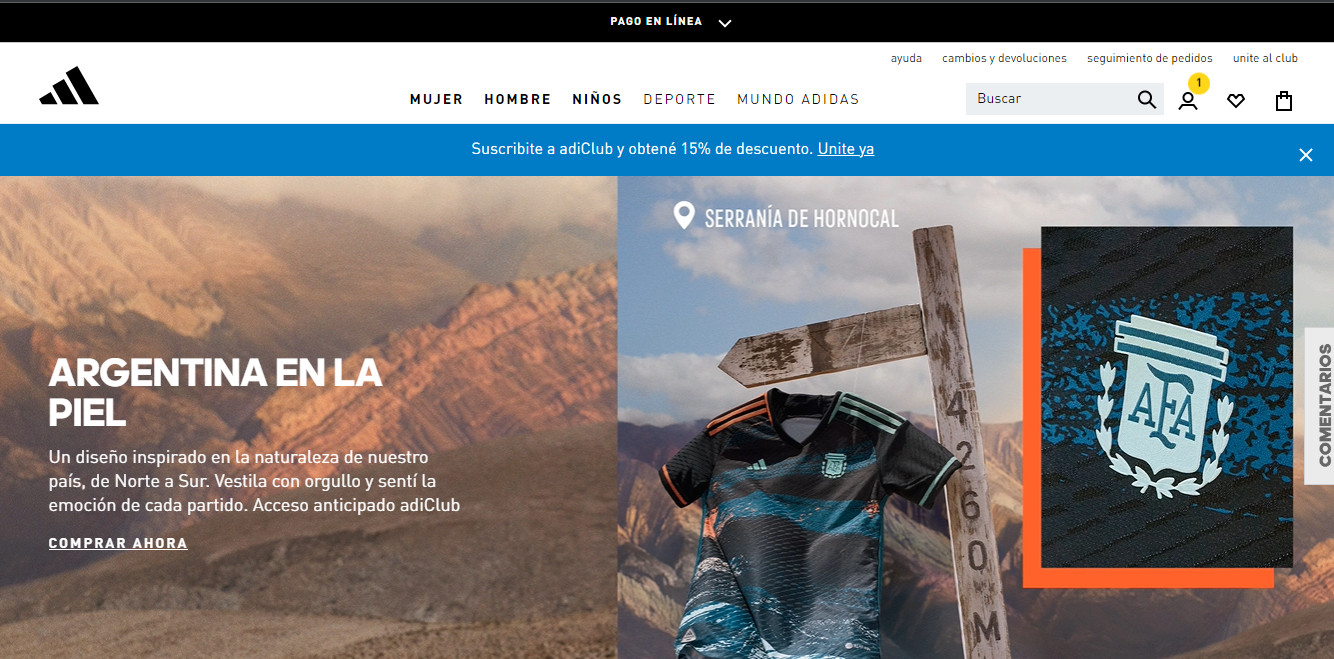 PAGO EN LÍNEA
ayuda cambios y devoluciones seguimiento de pedidos unite al club
1
MUJER HOMBRE NIÑOS DEPORTE MUNDO ADIDAS
Buscar
Suscribite a adiClub y obtené 15% de descuento. Unite ya
SERRANÍA DE HORNOCAL
ARGENTINA EN LA
PIEL
Un diseño inspirado en la naturaleza de nuestro
país, de Norte a Sur. Vestila con orgullo y sentí la
emoción de cada partido. Acceso anticipado adiClub
COMPRAR AHORA
4260M
AFA
COMENTARIOS